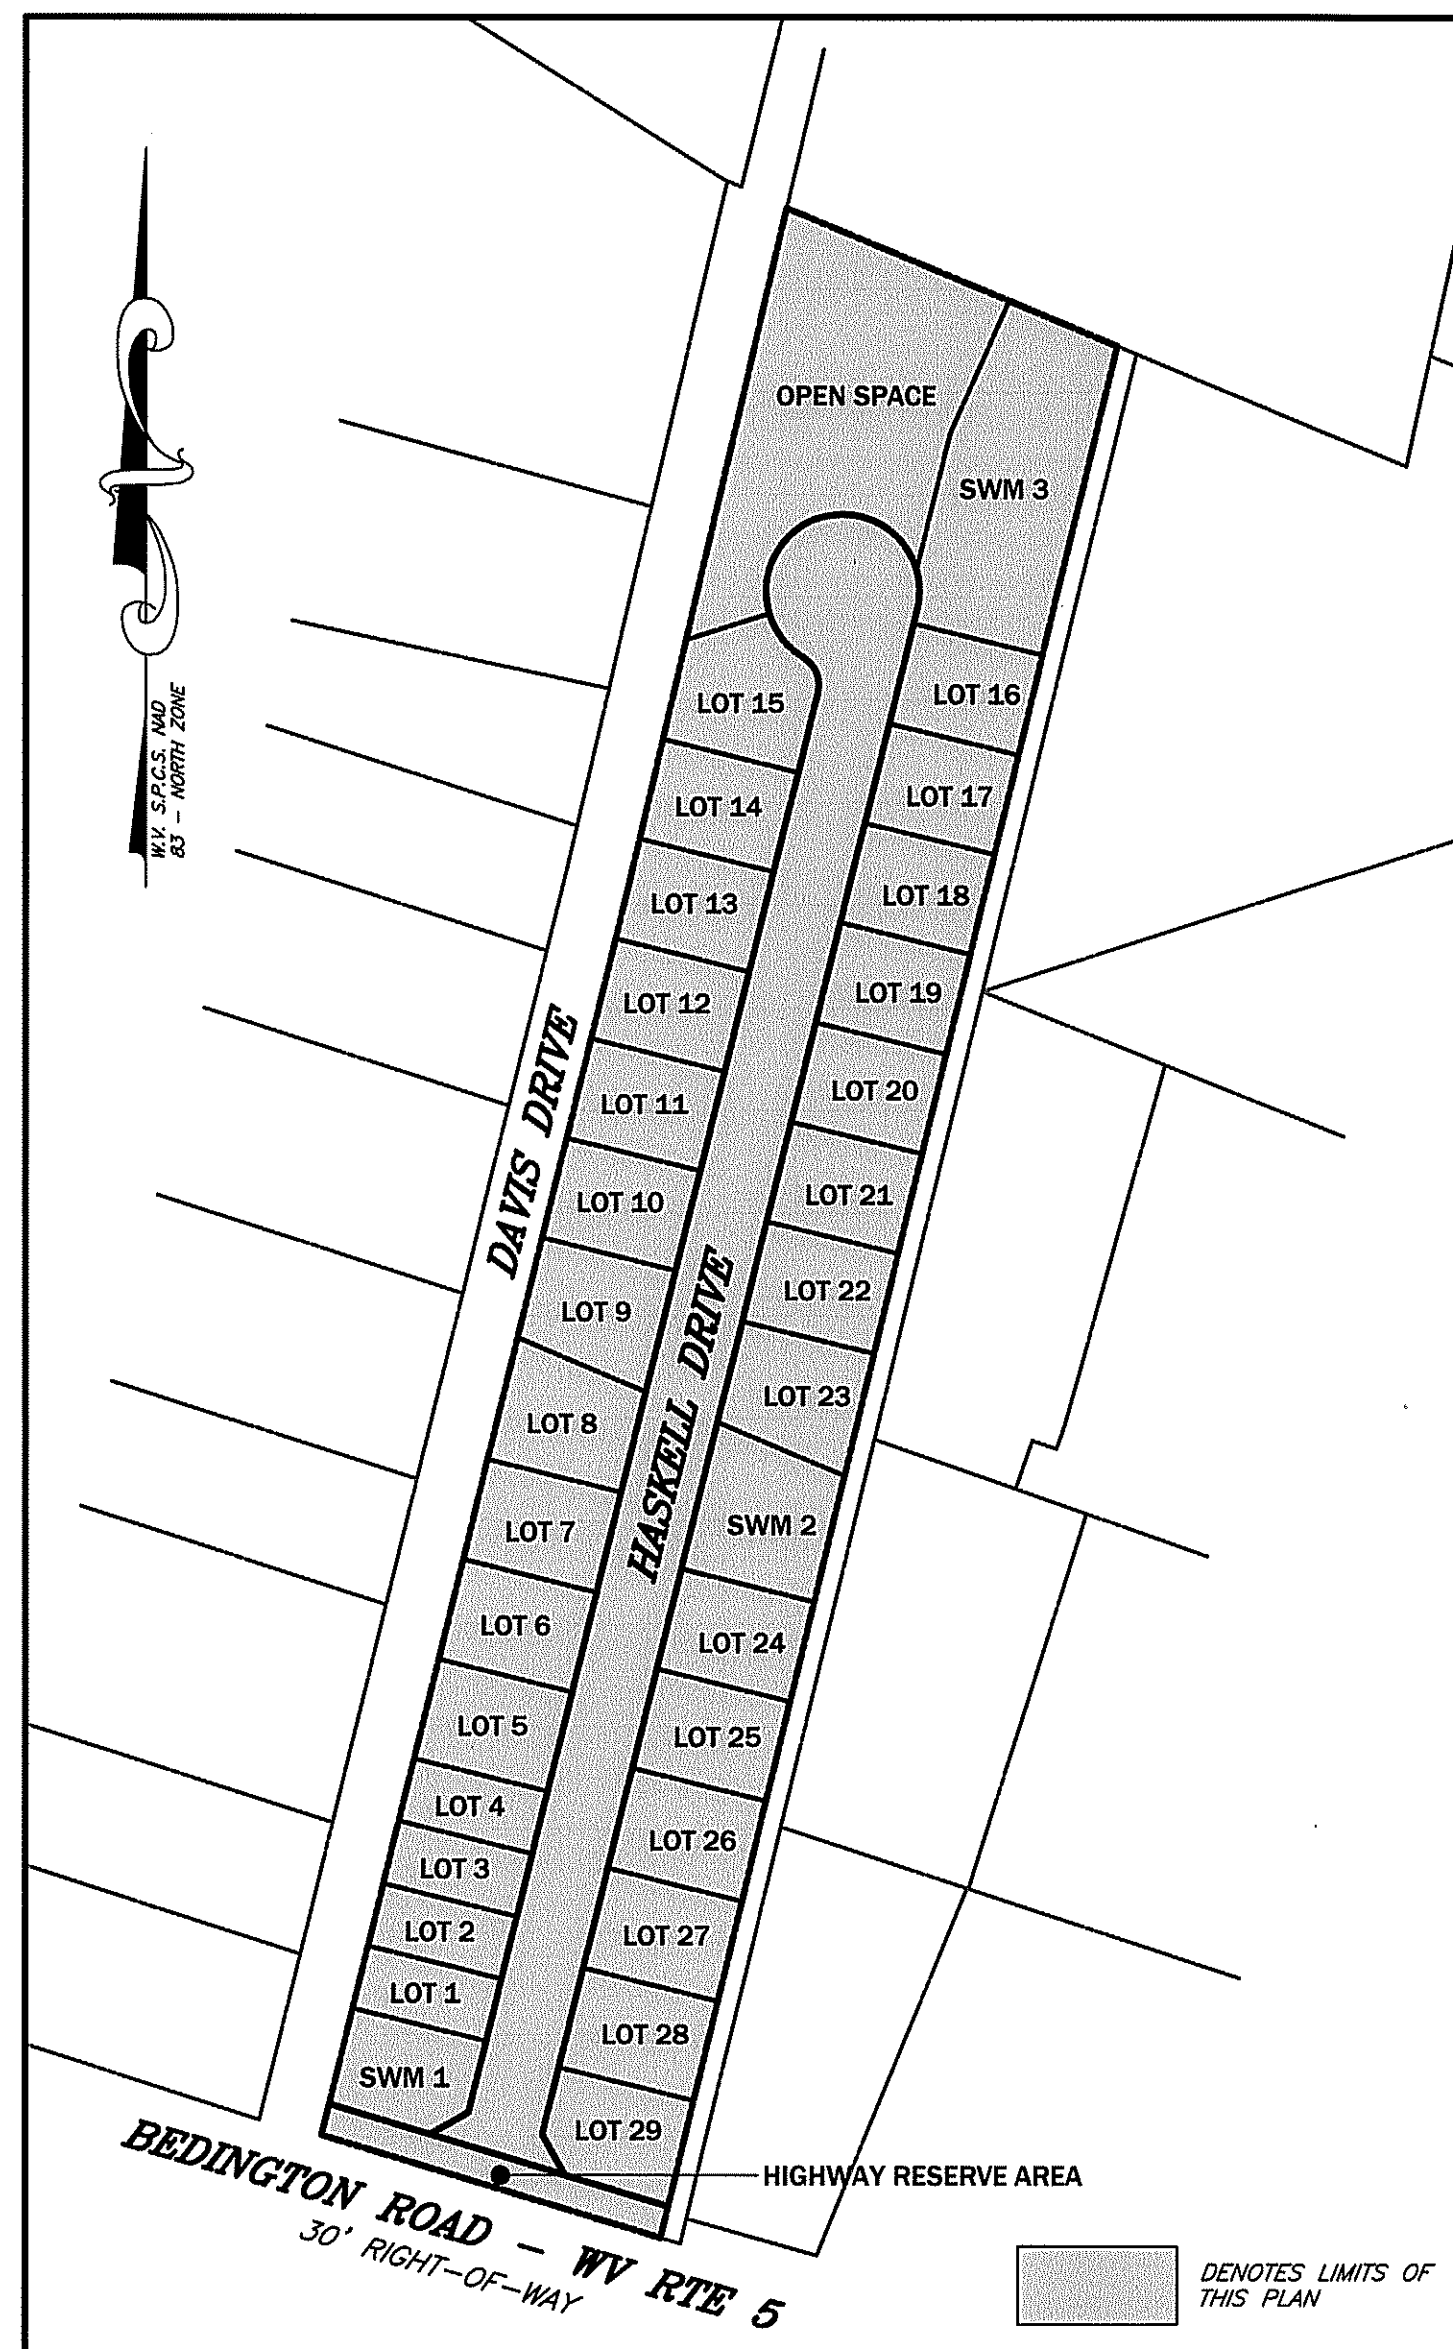 W.V. S.P.C.S. NAD
83 – NORTH ZONE
OPEN SPACE
SWM 3
LOT 15
LOT 16
LOT 14
LOT 17
LOT 13
LOT 18
LOT 12
LOT 19
LOT 11
LOT 20
DAVIS DRIVE
LOT 10
LOT 21
LOT 9
LOT 22
HASKELL DRIVE
LOT 8
LOT 23
LOT 7
SWM 2
LOT 6
LOT 24
LOT 5
LOT 25
LOT 4
LOT 26
LOT 3
LOT 2
LOT 27
LOT 1
LOT 28
SWM 1
LOT 29
HIGHWAY RESERVE AREA
BEDINGTON ROAD – WV RTE 5
30' RIGHT-OF-WAY
DENOTES LIMITS OF
THIS PLAN